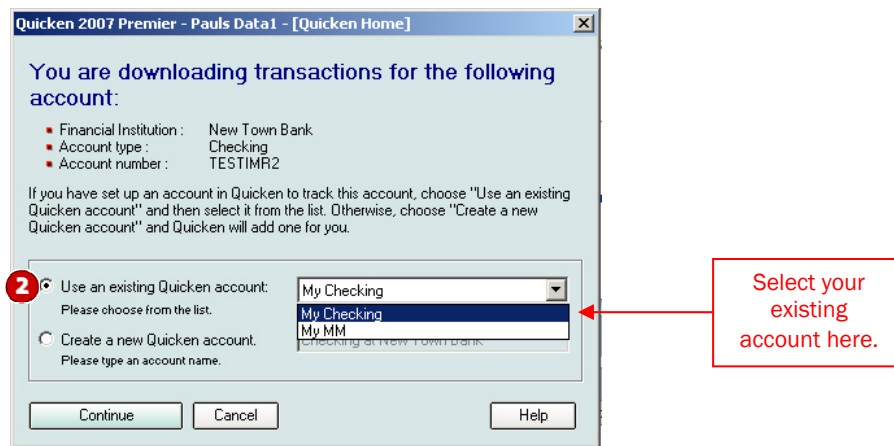 Quicken 2007 Premier - Pauls Data1 - [Quicken Home]
You are downloading transactions for the following
account:
Financial Institution : New Town Bank
Account type : Checking
Account number : TESTIMR2
If you have set up an account in Quicken to track this account, choose "Use an existing
Quicken account" and then select it from the list. Otherwise, choose "Create a new
Quicken account" and Quicken will add one for you.
2 Use an existing Quicken account: My Checking
Please choose from the list. My Checking
My MM
Create a new Quicken account. Checking at New Town Bank
Please type an account name.
Continue Cancel Help
Select your
existing
account here.